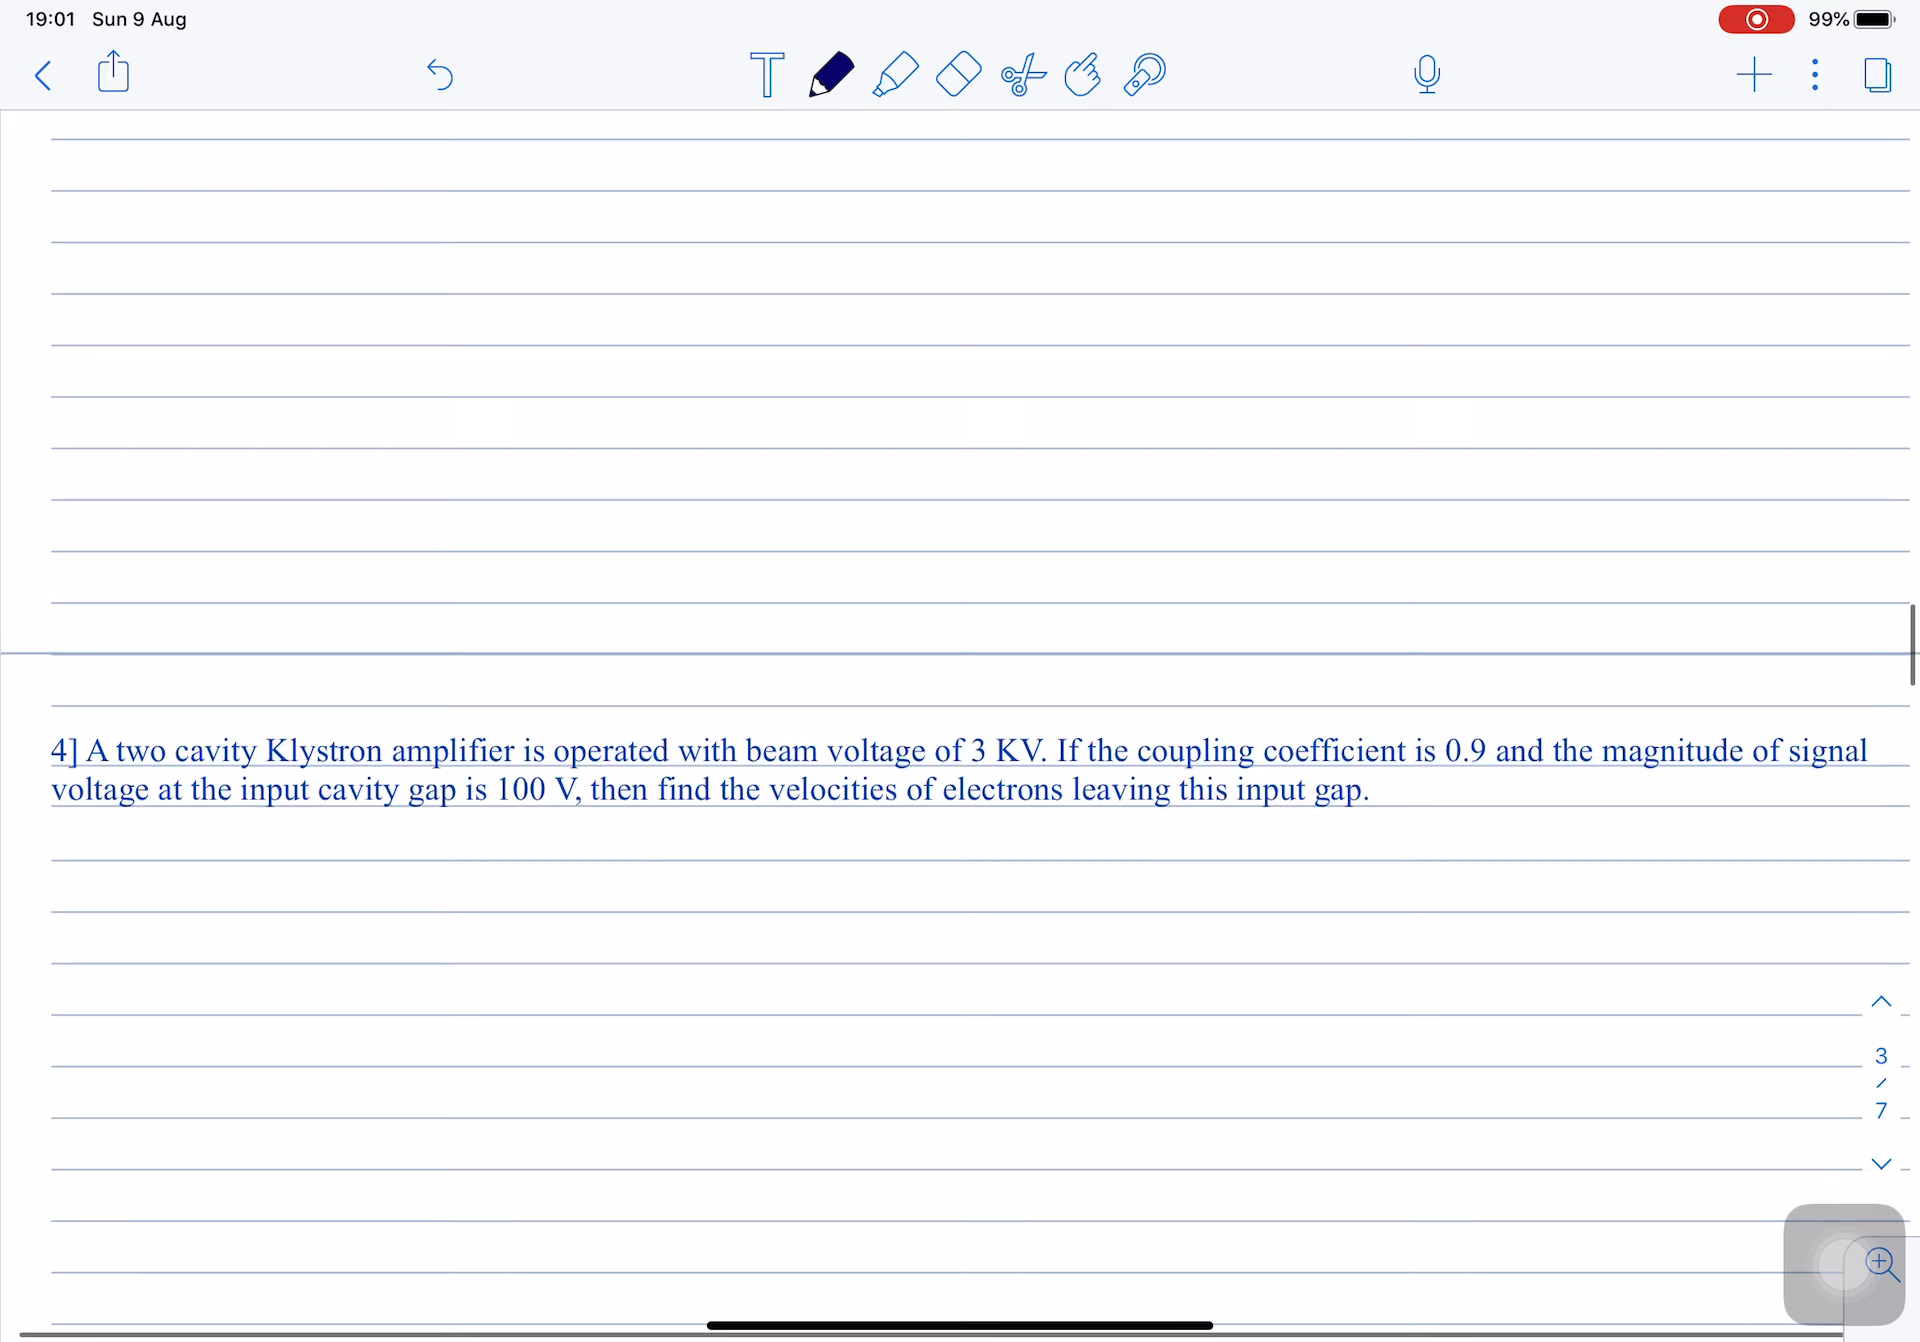 19:01 Sun 9 Aug
99%
4] A two cavity Klystron amplifier is operated with beam voltage of 3 KV. If the coupling coefficient is 0.9 and the magnitude of signal
voltage at the input cavity gap is 100 V, then find the velocities of electrons leaving this input gap.
3
/
7